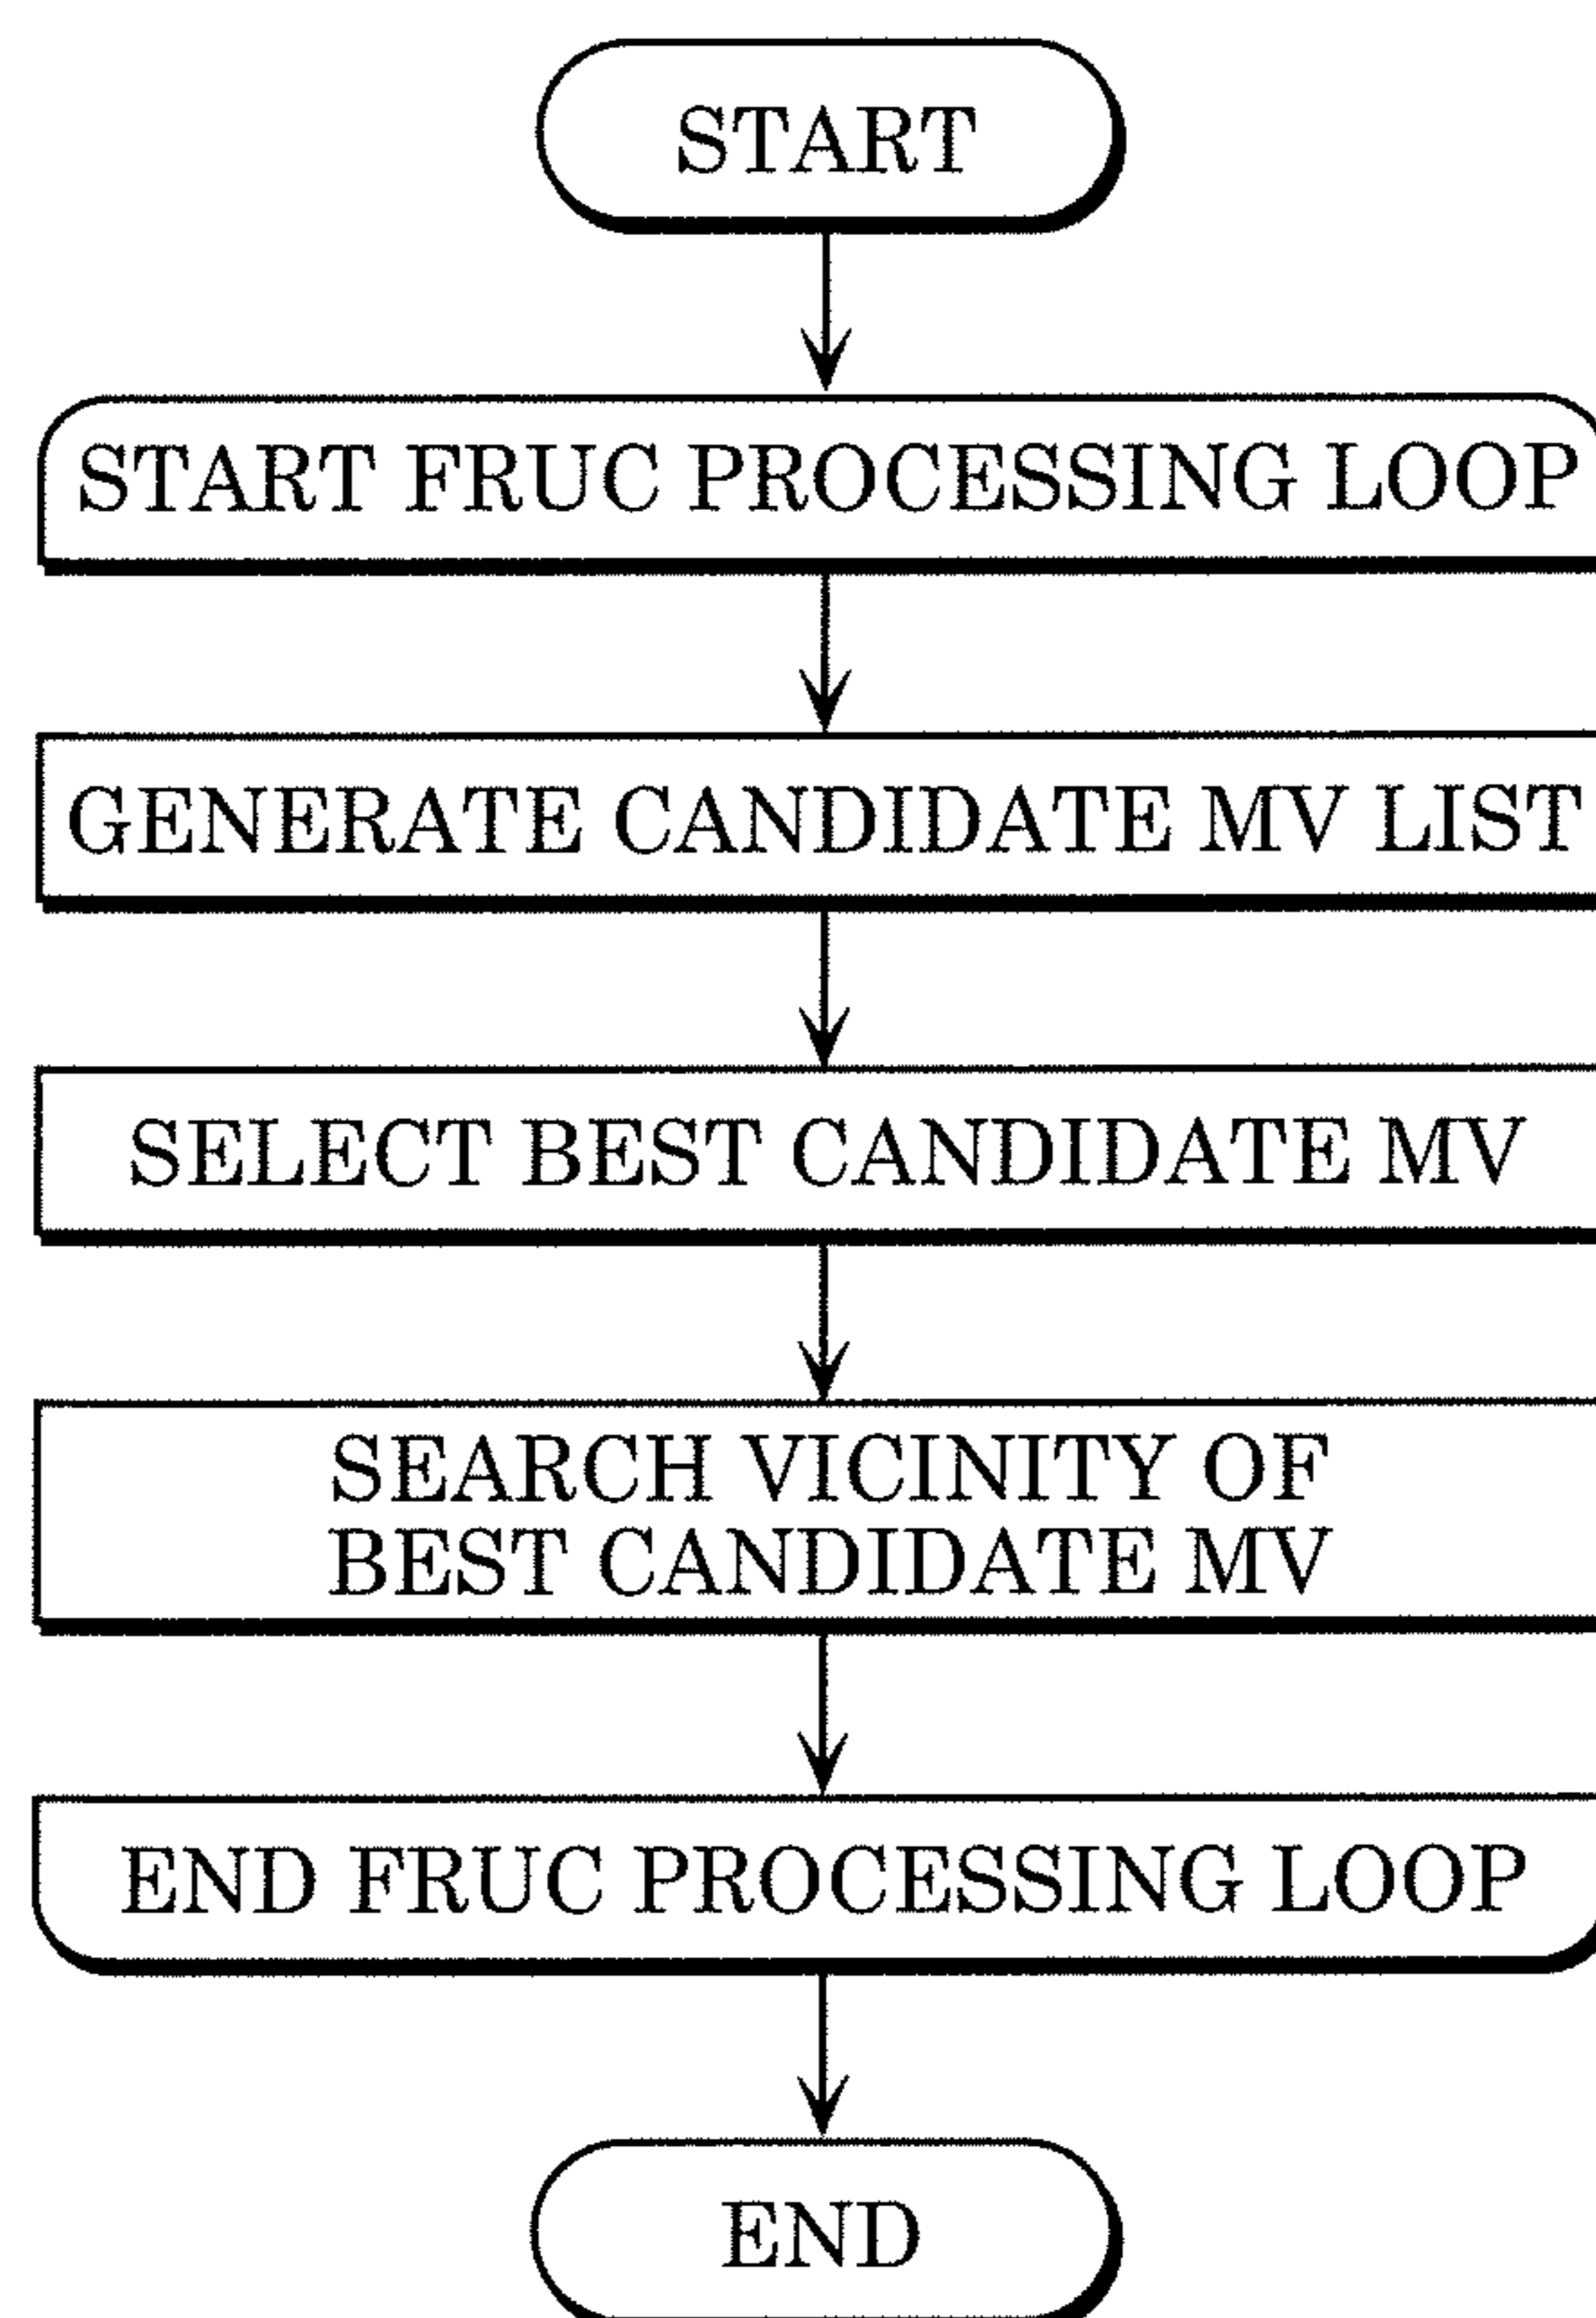 START
START FRUC PROCESSING LOOP
GENERATE CANDIDATE MV LIST
SELECT BEST CANDIDATE MV
SEARCH VICINITY OF
BEST CANDIDATE MV
END FRUC PROCESSING LOOP
END